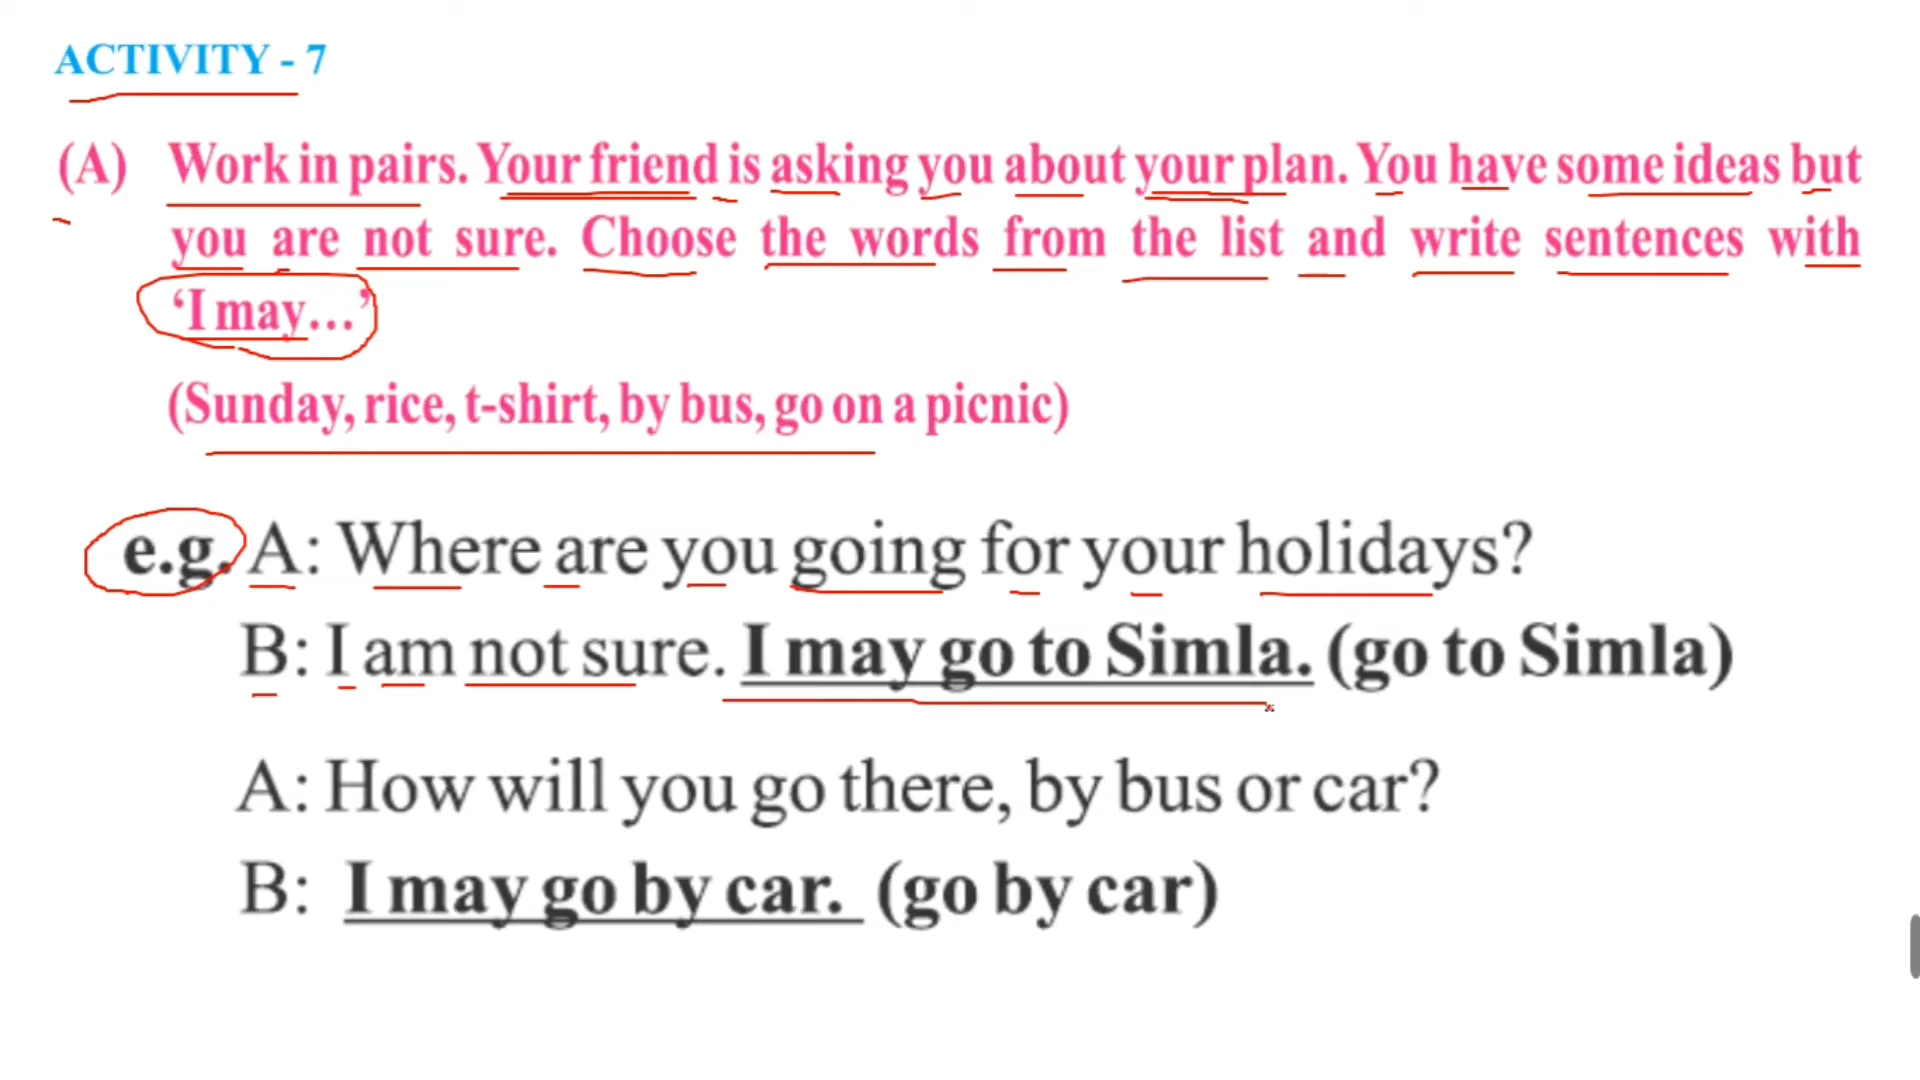 ACTIVITY - 7
(A) Work in pairs. Your friend is asking you about your plan. You have some ideas but
you are not sure. Choose the words from the list and write sentences with
‘I may...’
(Sunday, rice, t-shirt, by bus, go on a picnic)
e.g. A: Where are you going for your holidays?
B: I am not sure. I may go to Simla. (go to Simla)
A: How will you go there, by bus or car?
B: I may go by car. (go by car)